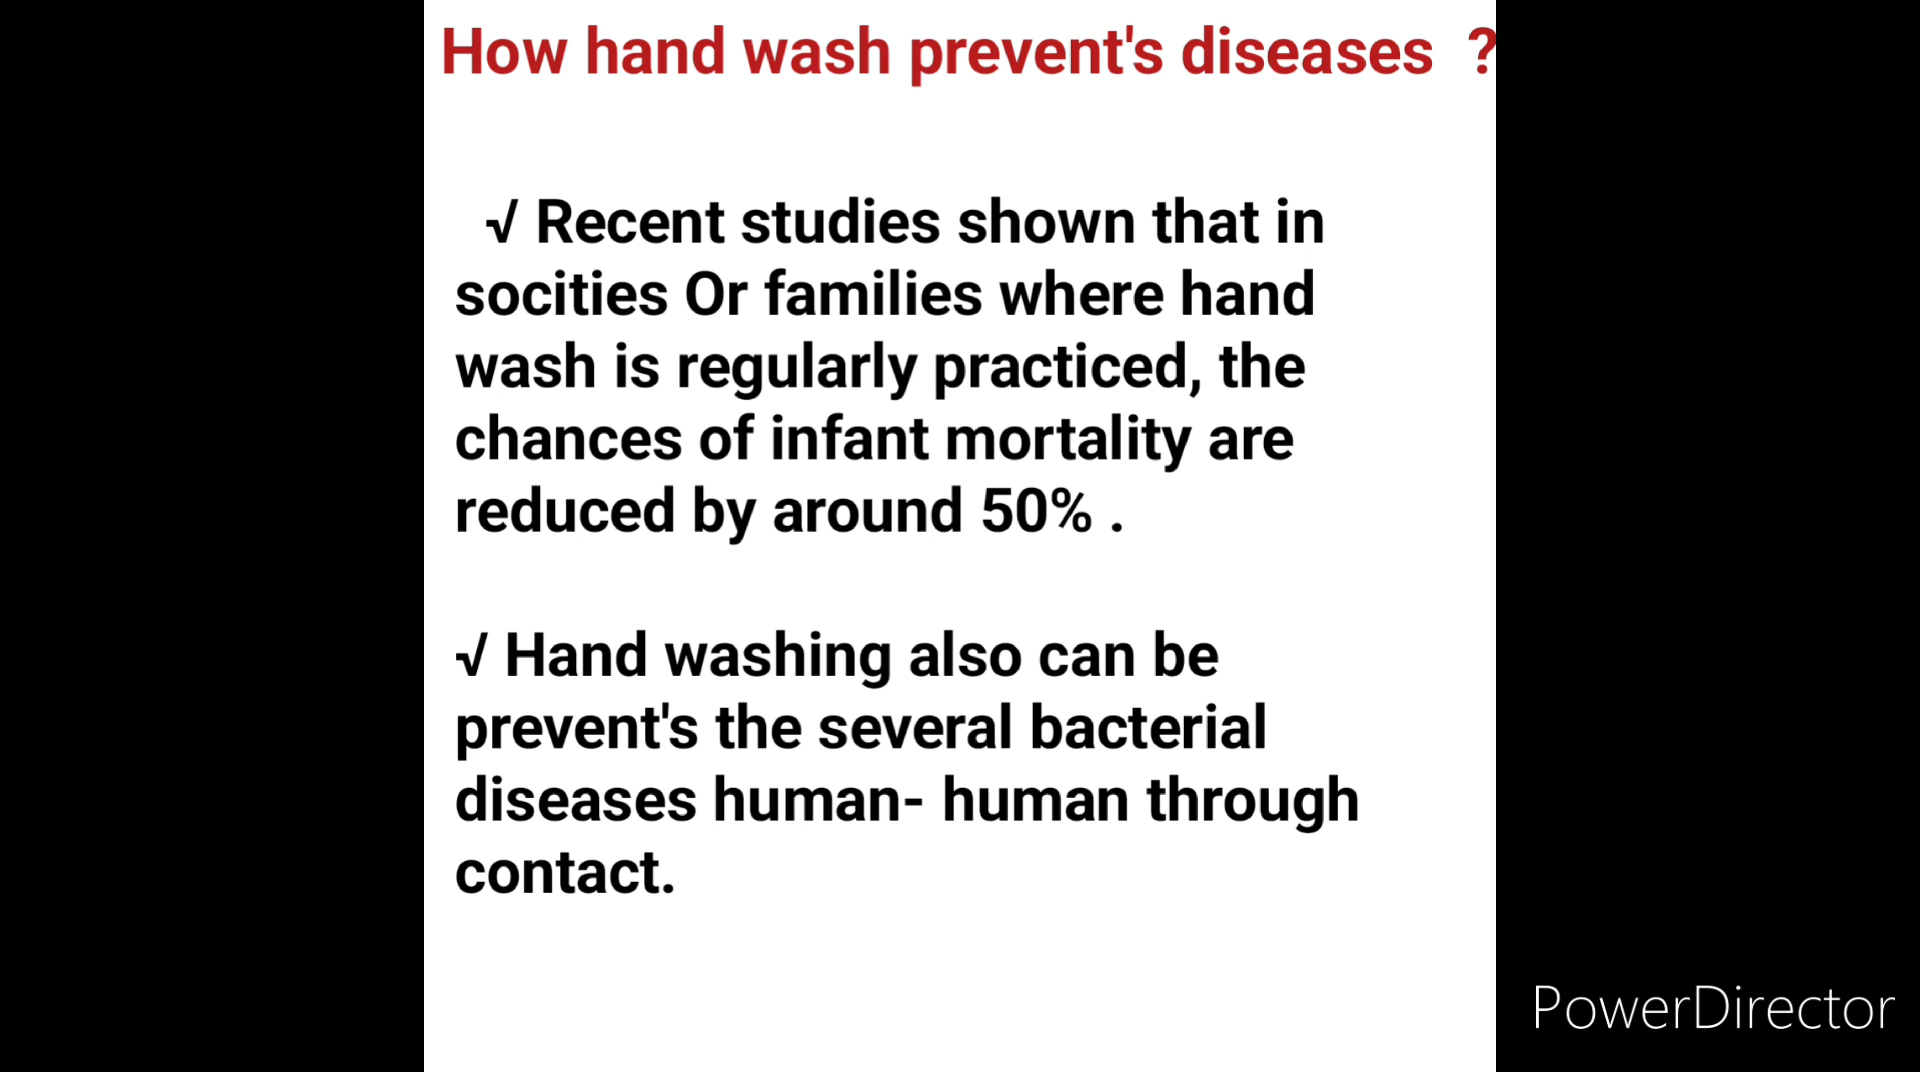 How hand wash prevent's diseases  ?
√ Recent studies shown that in
socities Or families where hand
wash is regularly practiced, the
chances of infant mortality are
reduced by around 50% .
√ Hand washing also can be
prevent's the several bacterial
diseases human- human through
contact.
PowerDirector